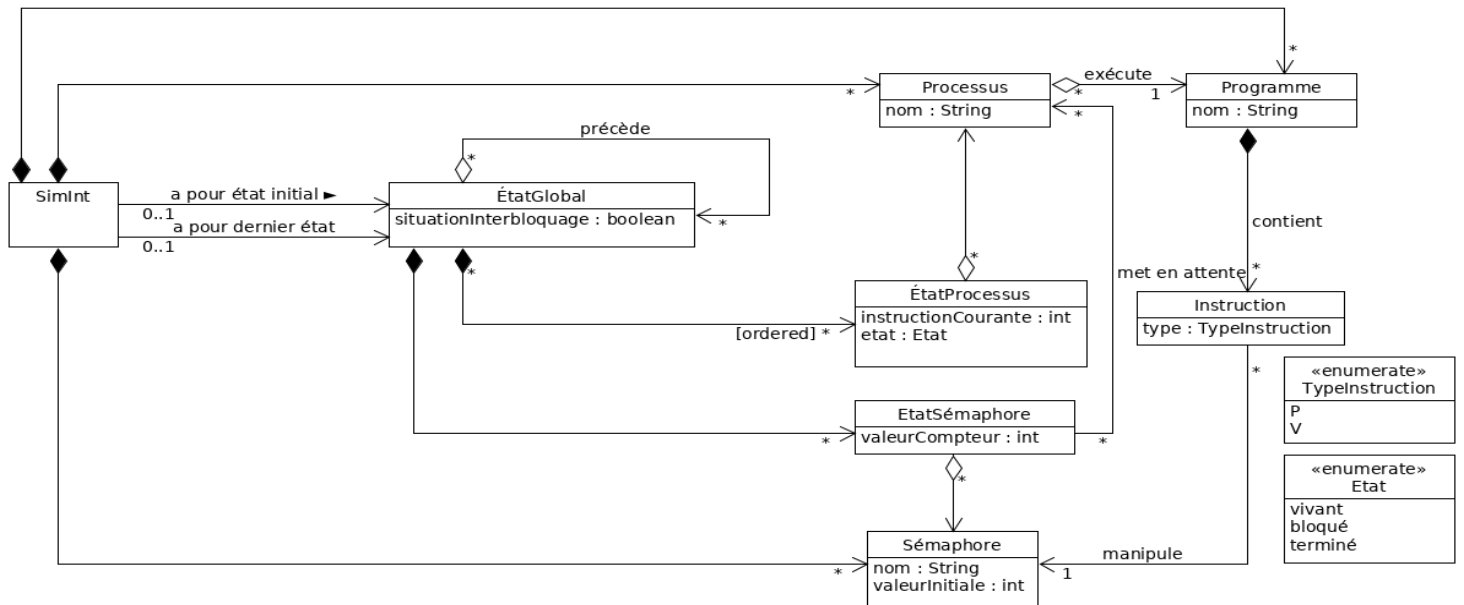 *
exécute
Processus
Programme
*
*
1
nom : String
nom : String
*
précède
*
SimInt
a pour état initial ►
ÉtatGlobal
0..1
situationInterbloquage : boolean
*
a pour dernier état
contient
0..1
*
*
met en attente
*
ÉtatProcessus
Instruction
instructionCourante : int
type : TypeInstruction
[ordered] *
etat : Etat
*
«enumerate»
TypeInstruction
P
V
EtatSémaphore
*
valeurCompteur : int
*
*
«enumerate»
Etat
vivant
bloqué
terminé
Sémaphore
manipule
*
nom : String
1
valeurInitiale : int